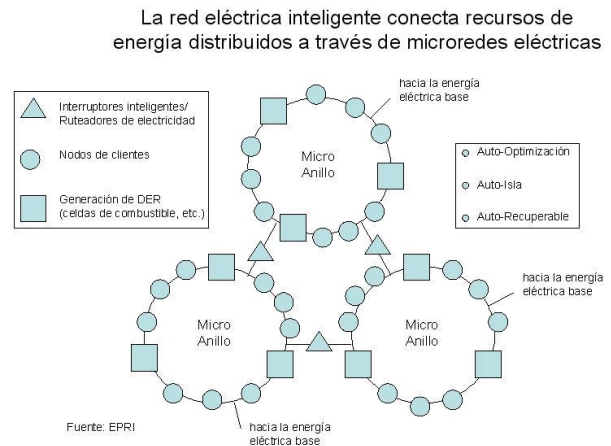 La red eléctrica inteligente conecta recursos de
energía distribuidos a través de microredes eléctricas
Interruptores inteligentes/
Ruteadores de electricidad
Nodos de clientes
Generación de DER
(celdas de combustible, etc.)
hacia la energía
eléctrica base
Micro
Anillo
Auto-Optimización
Auto-Isla
Auto-Recuperable
hacia la energía
eléctrica base
Micro
Anillo
Micro
Anillo
Fuente: EPRI
hacia la energía
eléctrica base